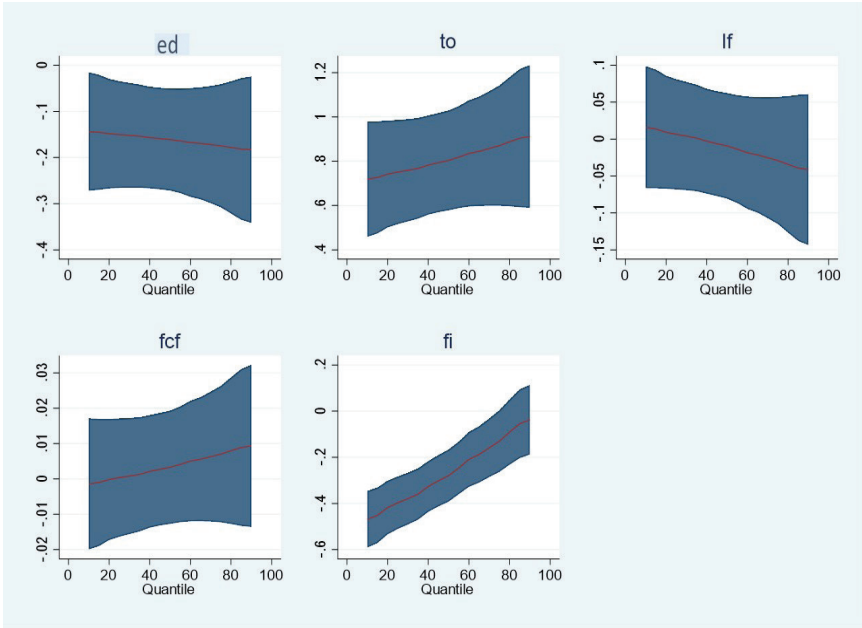 ed to lf
0 -.1 -.2 -.3 -.4
1.2 1 .8 .6 .4
.1 .05 0 -.05 -.1 -.15
0 20 40 60 80 100 0 20 40 60 80 100 0 20 40 60 80 100
Quantile Quantile Quantile
fcf fi
.03 .02 .01 0 -.01 -.02
.2 0 -.2 -.4 -.6
0 20 40 60 80 100 0 20 40 60 80 100
Quantile Quantile